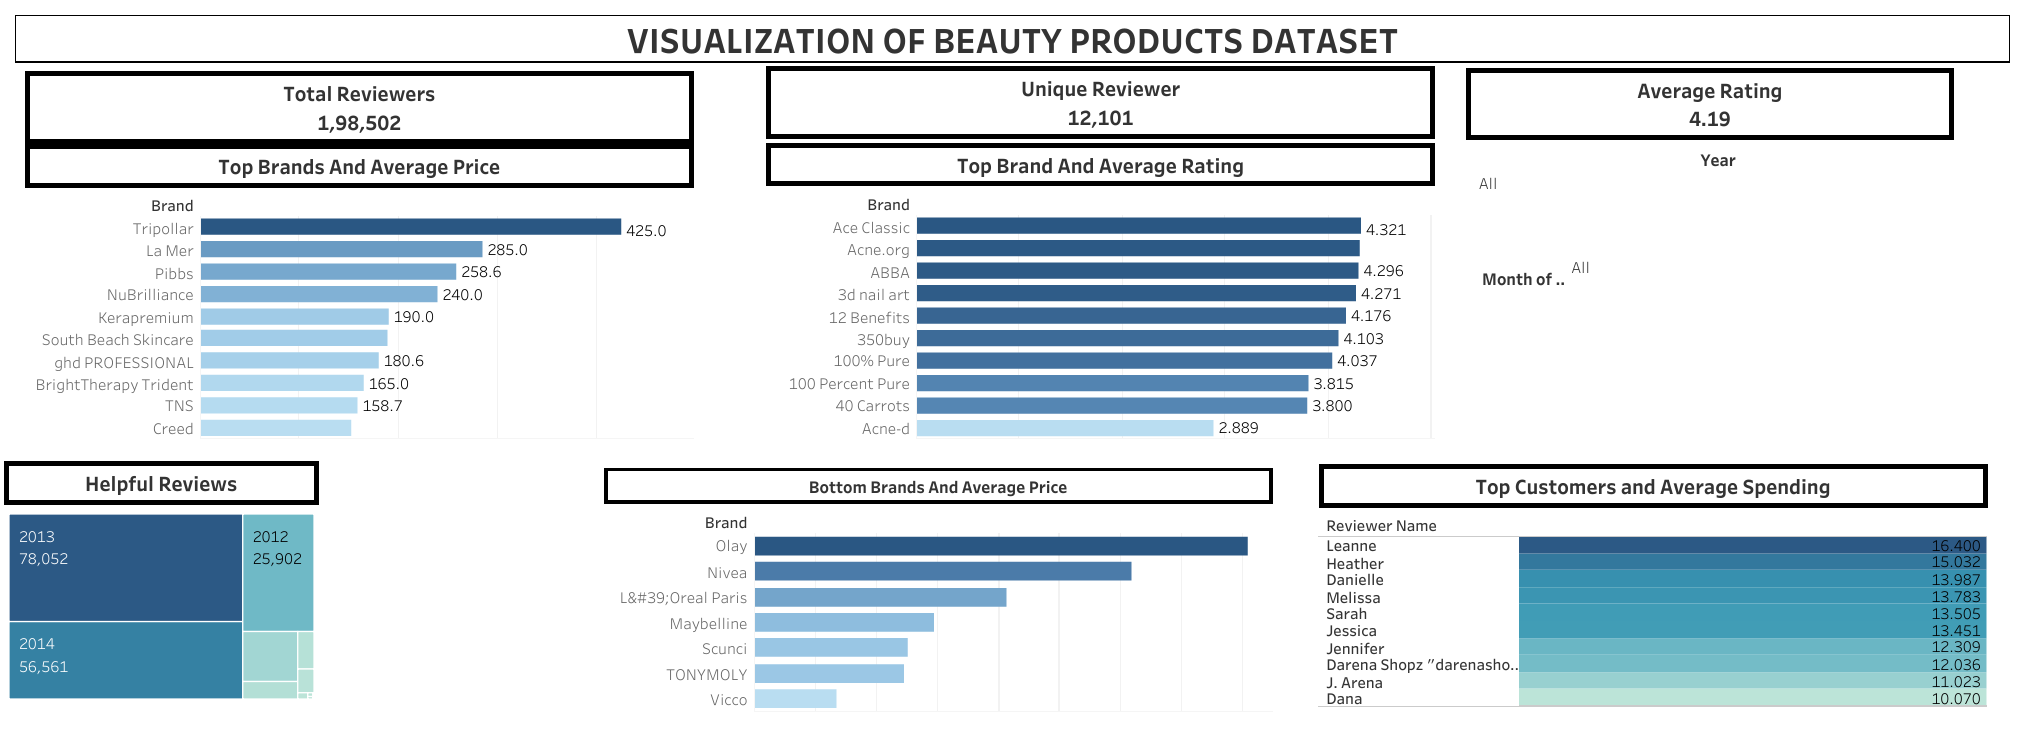 VISUALIZATION OF BEAUTY PRODUCTS DATASET
Total Reviewers
1,98,502
Unique Reviewer
12,101
Average Rating
4.19
Top Brands And Average Price
Brand
Tripollar 425.0
La Mer 285.0
Pibbs 258.6
NuBrilliance 240.0
Kerapremium 190.0
South Beach Skincare
ghd PROFESSIONAL 180.6
BrightTherapy Trident 165.0
TNS 158.7
Creed
Top Brand And Average Rating
Brand
Ace Classic 4.321
Acne.org
ABBA 4.296
3d nail art 4.271
12 Benefits 4.176
350buy 4.103
100% Pure 4.037
100 Percent Pure 3.815
40 Carrots 3.800
Acne-d 2.889
Year
All
Month of .. All
Helpful Reviews
2013
78,052
2012
25,902
2014
56,561
Bottom Brands And Average Price
Brand
Olay
Nivea
L&#39;Oreal Paris
Maybelline
Scunci
TONYMOLY
Vicco
Top Customers and Average Spending
Reviewer Name
Leanne 16.400
Heather 15.032
Danielle 13.987
Melissa 13.783
Sarah 13.505
Jessica 13.451
Jennifer 12.309
Darena Shopz "darenasho.. 12.036
J. Arena 11.023
Dana 10.070